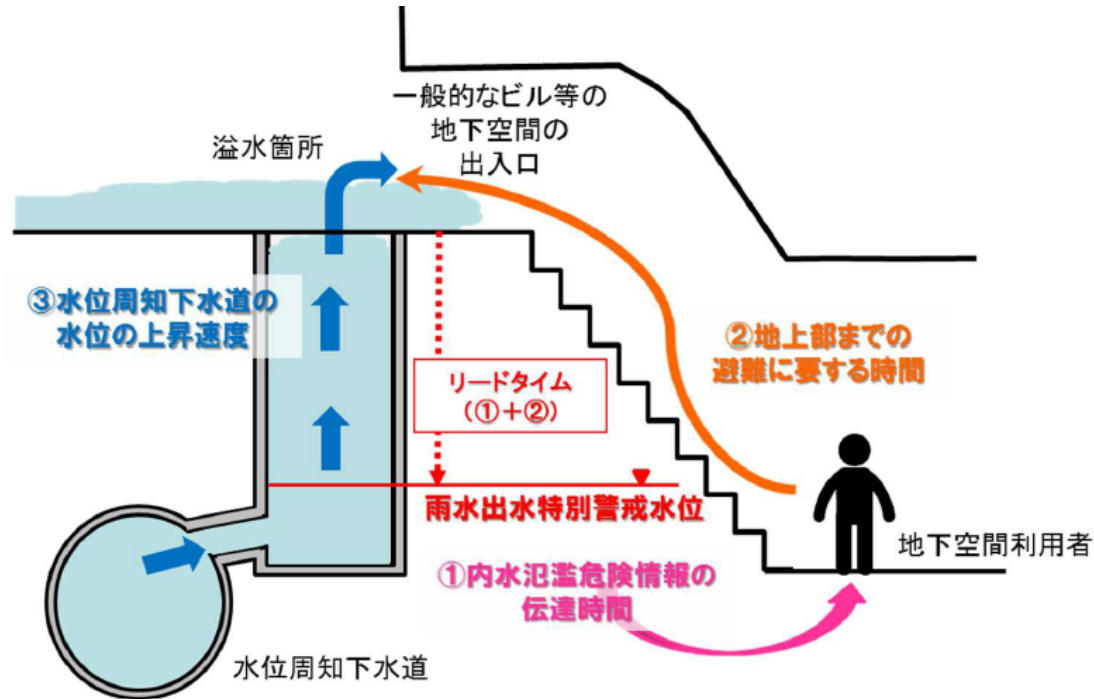 一般的なビル等の
地下空間の
出入口
溢水箇所
③水位周知下水道の
水位の上昇速度
②地上部までの
避難に要する時間
リードタイム
(①+②)
雨水出水特別警戒水位
地下空間利用者
①内水氾濫危険情報の
伝達時間
水位周知下水道